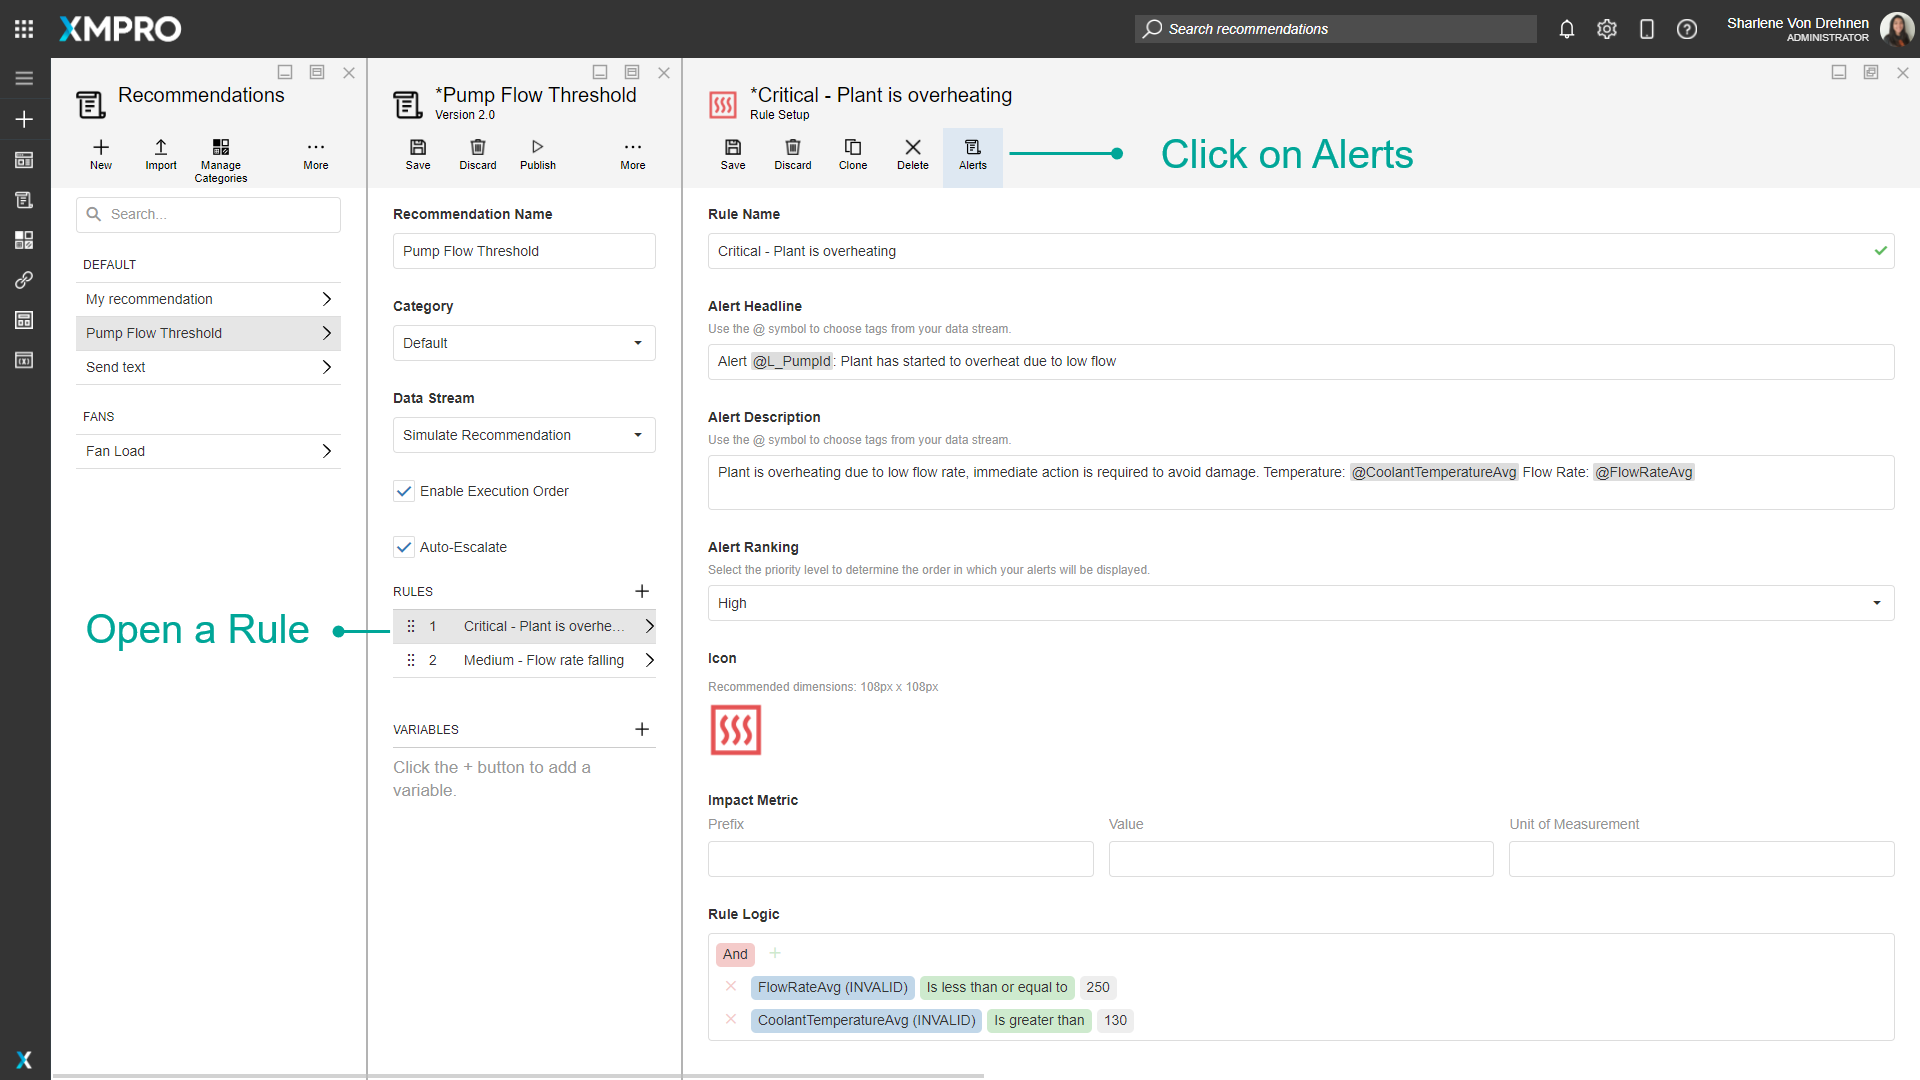 XMPRO
Search recommendations
Sharlene Von Drehnen
ADMINISTRATOR
Recommendations
New
Import
Manage Categories
More
Search...
DEFAULT
My recommendation
Pump Flow Threshold
Send text
FANS
Fan Load
*Pump Flow Threshold
Version 2.0
Save
Discard
Publish
More
Recommendation Name
Pump Flow Threshold
Category
Default
Data Stream
Simulate Recommendation
Enable Execution Order
Auto-Escalate
RULES
Open a Rule
1 Critical - Plant is overhe...
2 Medium - Flow rate falling
VARIABLES
Click the + button to add a
variable.
*Critical - Plant is overheating
Rule Setup
Save
Discard
Clone
Delete
Alerts
Click on Alerts
Rule Name
Critical - Plant is overheating
Alert Headline
Use the @ symbol to choose tags from your data stream.
Alert @L_PumpId: Plant has started to overheat due to low flow
Alert Description
Use the @ symbol to choose tags from your data stream.
Plant is overheating due to low flow rate, immediate action is required to avoid damage. Temperature: @CoolantTemperatureAvg Flow Rate: @FlowRateAvg
Alert Ranking
Select the priority level to determine the order in which your alerts will be displayed.
High
Icon
Recommended dimensions: 108px x 108px
Impact Metric
Prefix
Value
Unit of Measurement
Rule Logic
And
FlowRateAvg (INVALID) Is less than or equal to 250
CoolantTemperatureAvg (INVALID) Is greater than 130